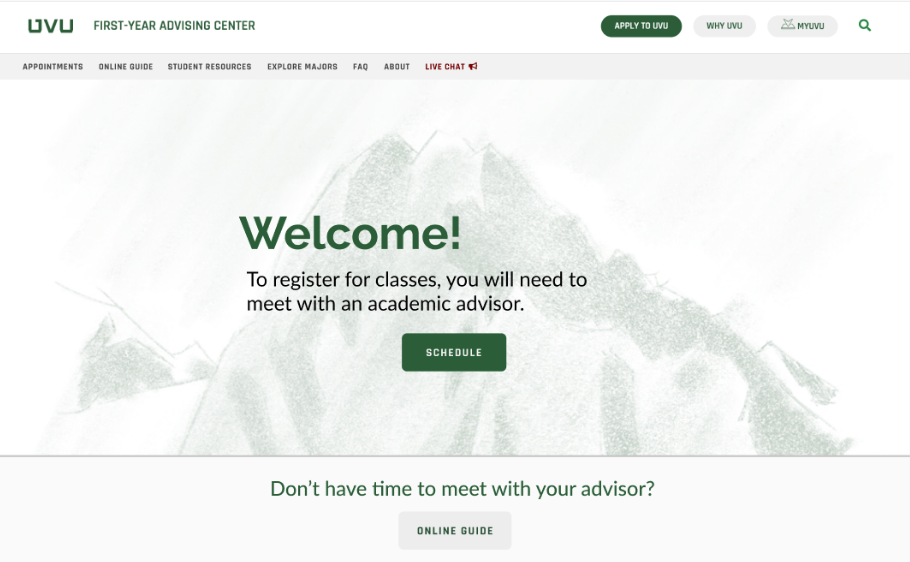 UVU FIRST-YEAR ADVISING CENTER
APPLY TO UVU WHY UVU MYUVU
APPOINTMENTS ONLINE GUIDE STUDENT RESOURCES EXPLORE MAJORS FAQ ABOUT LIVE CHAT
Welcome!
To register for classes, you will need to
meet with an academic advisor.
SCHEDULE
Don't have time to meet with your advisor?
ONLINE GUIDE